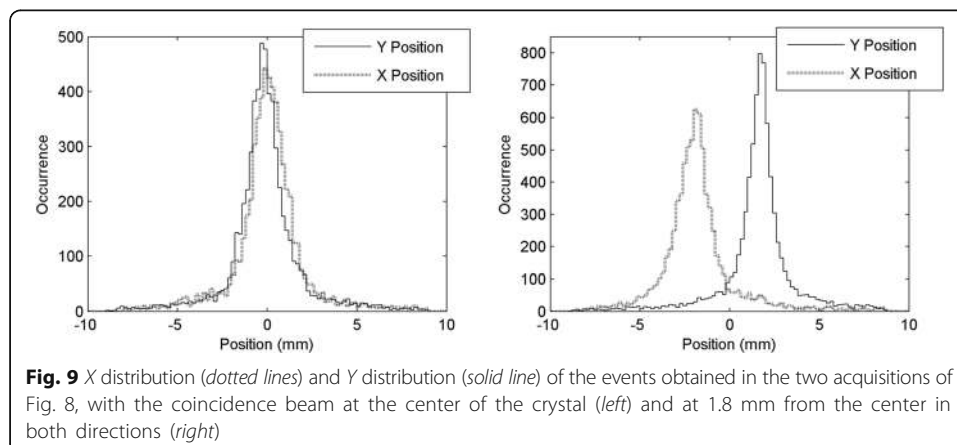 Y Position
X Position
500
400
300
200
100
0
Occurrence
-10
-5
0
5
10
Position (mm)
Y Position
X Position
800
700
600
500
400
300
200
100
0
Occurrence
-10
-5
0
5
10
Position (mm)
Fig. 9 X distribution (dotted lines) and Y distribution (solid line) of the events obtained in the two acquisitions of
Fig. 8, with the coincidence beam at the center of the crystal (left) and at 1.8 mm from the center in
both directions (right)